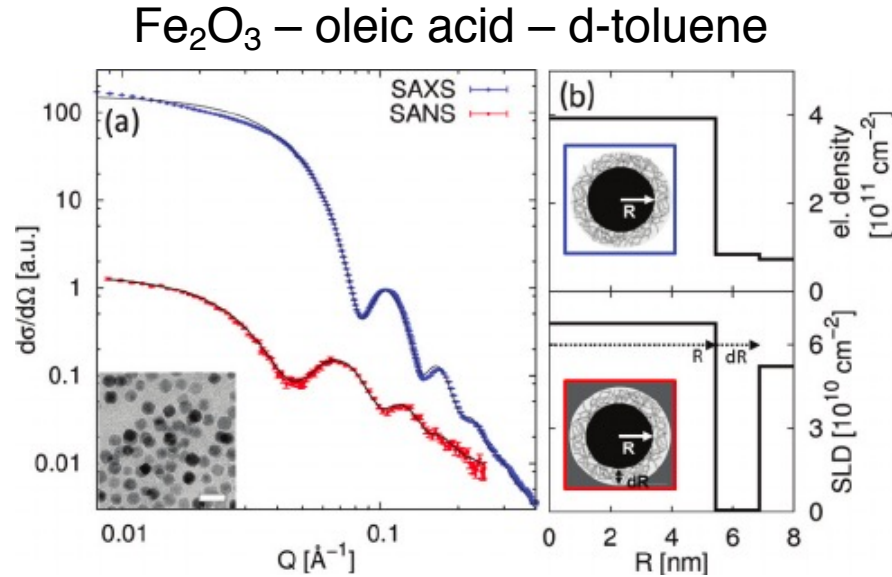 Fe₂O₃ – oleic acid – d-toluene
(a)
SAXS
SANS
100
10
1
0.1
0.01
dσ/dΩ [a.u.]
0.01
0.1
Q [Å⁻¹]
(b)
R
4
2
0
el. density
[10¹¹ cm⁻²]
R
dR
R
dR
6
3
0
SLD [10¹⁰ cm⁻²]
0
2
4
6
8
R [nm]